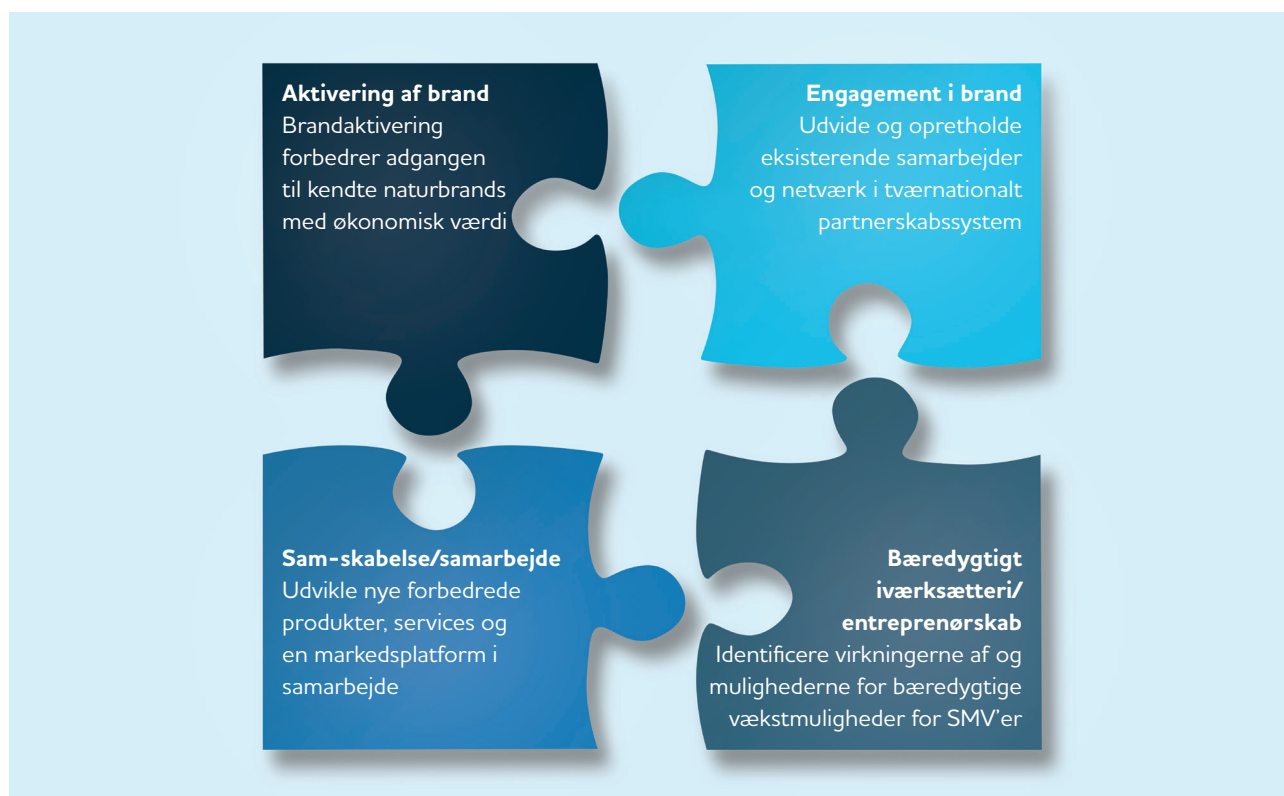 Aktivering af brand
Brandaktivering
forbedrer adgangen
til kendte naturbrands
med økonomisk værdi
Engagement i brand
Udvide og opretholde
eksisterende samarbejder
og netværk i tværnationalt
partnerskabssystem
Sam-skabelse/samarbejde
Udvikle nye forbedrede
produkter, services og
en markedsplatform i
samarbejde
Bæredygtigt
iværksætteri/
entreprenørskab
Identificere virkningerne af og
mulighederne for bæredygtige
vækstmuligheder for SMV’er